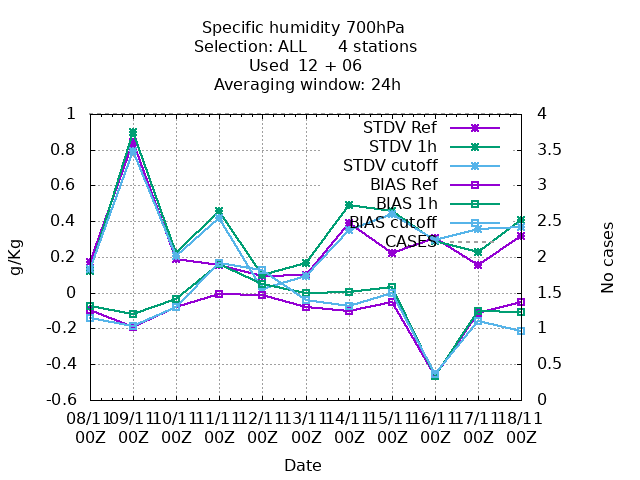 Specific humidity 700hPa
Selection: ALL      4 stations
Used  12 + 06
Averaging window: 24h
1
0.8
0.6
0.4
0.2
0
-0.2
-0.4
-0.6
g/Kg
4
3.5
3
2.5
2
1.5
1
0.5
0
No cases
STDV Ref
STDV 1h
STDV cutoff
BIAS Ref
BIAS 1h
BIAS cutoff
CASES
08/11 09/11 10/11 11/11 12/11 13/11 14/11 15/11 16/11 17/11 18/11
00Z 00Z 00Z 00Z 00Z 00Z 00Z 00Z 00Z 00Z 00Z
Date